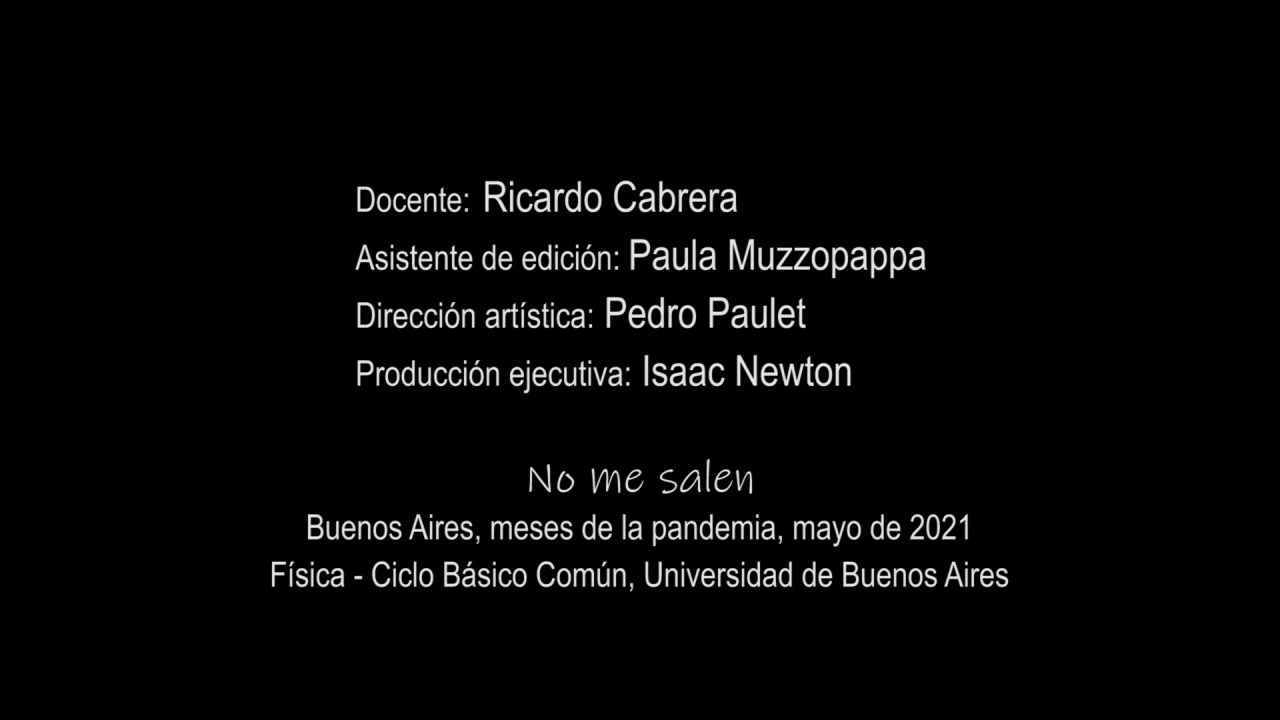 Docente: Ricardo Cabrera
Asistente de edición: Paula Muzzopappa
Dirección artística: Pedro Paulet
Producción ejecutiva: Isaac Newton
No me salen
Buenos Aires, meses de la pandemia, mayo de 2021
Física - Ciclo Básico Común, Universidad de Buenos Aires